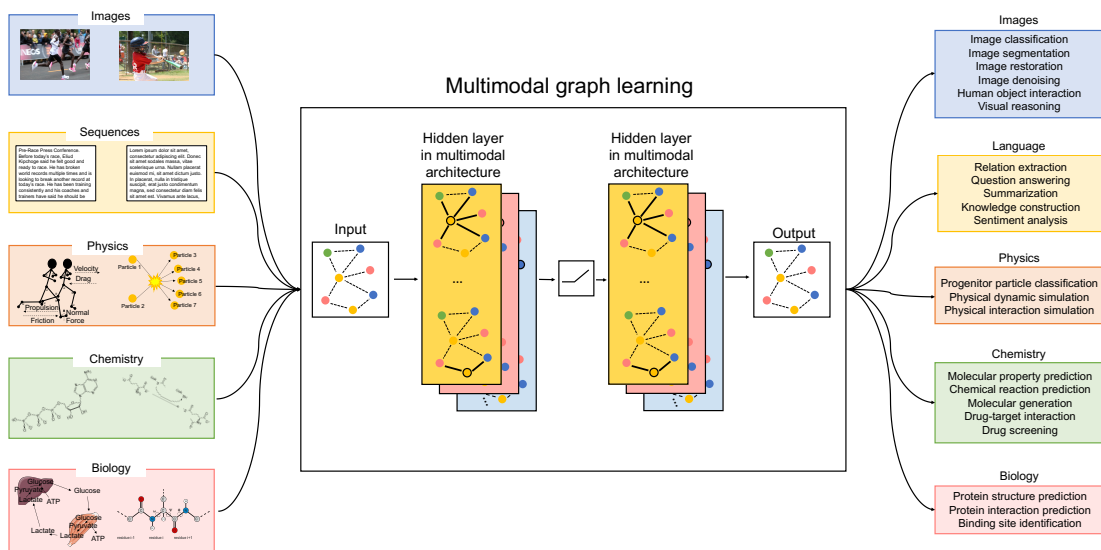 Images
INEOS
Sequences
Pre-Race Press Conference.
Before today's race, Eliud
Kipchoge said he felt good and
ready to race. He has broken
world records multiple times and is
looking to break another record at
today's race. He has been training
consistently and his coaches and
trainers have said he should be
Lorem ipsum dolor sit amet,
consectetur adipiscing elit. Donec
sit amet sodales massa, vitae
scelerisque urna. Nullam placerat
euismod mi, sit amet dictum justo.
In placerat, nulla in tristique
suscipit, erat justo condimentum
magna, sed consectetur diam felis
sit amet est. Vivamus ante lacus,
Physics
Velocity
Drag
Propulsion
Friction
Normal
Force
Particle 1
Particle 2
Particle 3
Particle 4
Particle 5
Particle 6
Particle 7
Chemistry
Biology
Glucose
Pyruvate
Lactate
ATP
Glucose
Lactate
Glucose
Pyruvate
Lactate
ATP
residue i-1
residue i
residue i+1
Multimodal graph learning
Input
Hidden layer
in multimodal
architecture
...
Hidden layer
in multimodal
architecture
...
Output
Images
Image classification
Image segmentation
Image restoration
Image denoising
Human object interaction
Visual reasoning
Language
Relation extraction
Question answering
Summarization
Knowledge construction
Sentiment analysis
Physics
Progenitor particle classification
Physical dynamic simulation
Physical interaction simulation
Chemistry
Molecular property prediction
Chemical reaction prediction
Molecular generation
Drug-target interaction
Drug screening
Biology
Protein structure prediction
Protein interaction prediction
Binding site identification